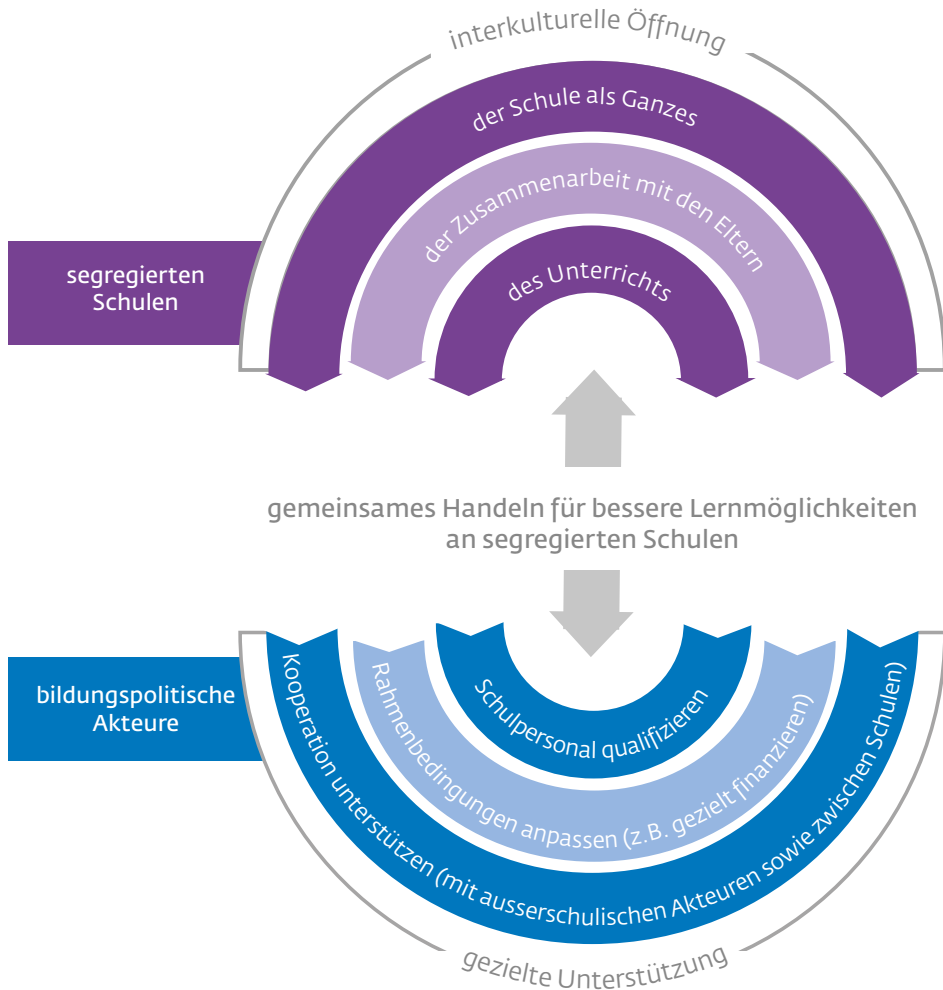 interkulturelle Öffnung
der Schule als Ganzes
der Zusammenarbeit mit den Eltern
des Unterrichts
segregierten
Schulen
gemeinsames Handeln für bessere Lernmöglichkeiten
an segregierten Schulen
bildungspolitische
Akteure
Schulpersonal qualifizieren
Rahmenbedingungen anpassen (z.B. gezielt finanzieren)
Kooperation unterstützen (mit ausserschulischen Akteuren sowie zwischen Schulen)
gezielte Unterstützung